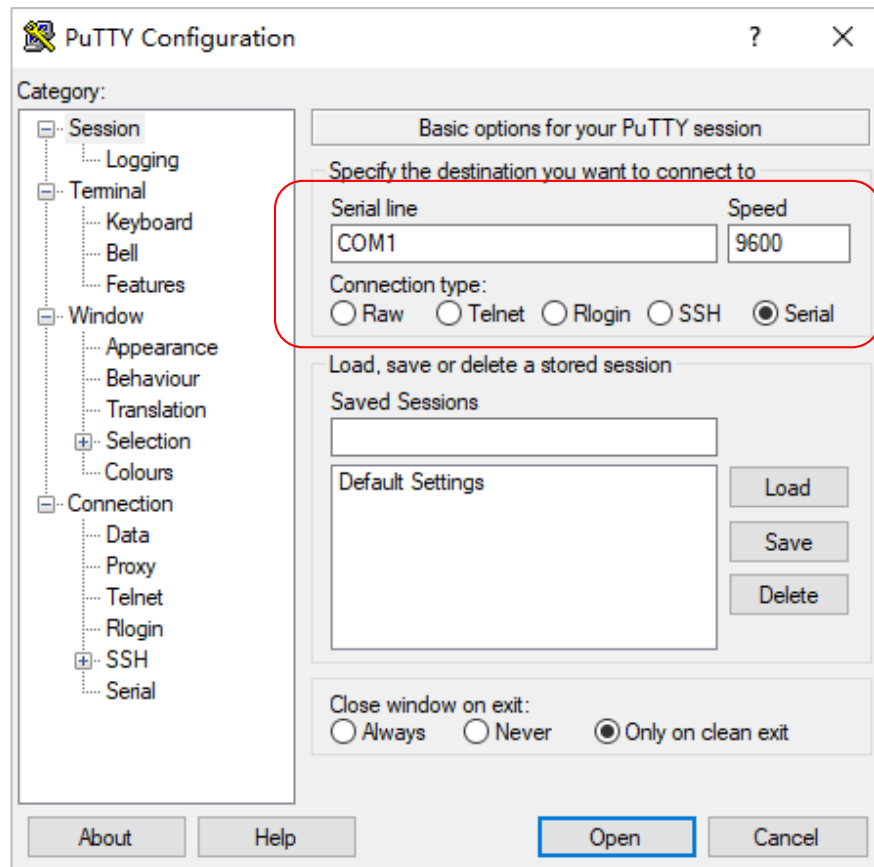 PuTTY Configuration
?
Category:
Session
Logging
Terminal
Keyboard
Bell
Features
Window
Appearance
Behaviour
Translation
Selection
Colours
Connection
Data
Proxy
Telnet
Rlogin
SSH
Serial
Basic options for your PuTTY session
Specify the destination you want to connect to
Serial line Speed
COM1 9600
Connection type:
Raw Telnet Rlogin SSH Serial
Load, save or delete a stored session
Saved Sessions
Default Settings
Load
Save
Delete
Close window on exit:
Always Never Only on clean exit
About Help Open Cancel